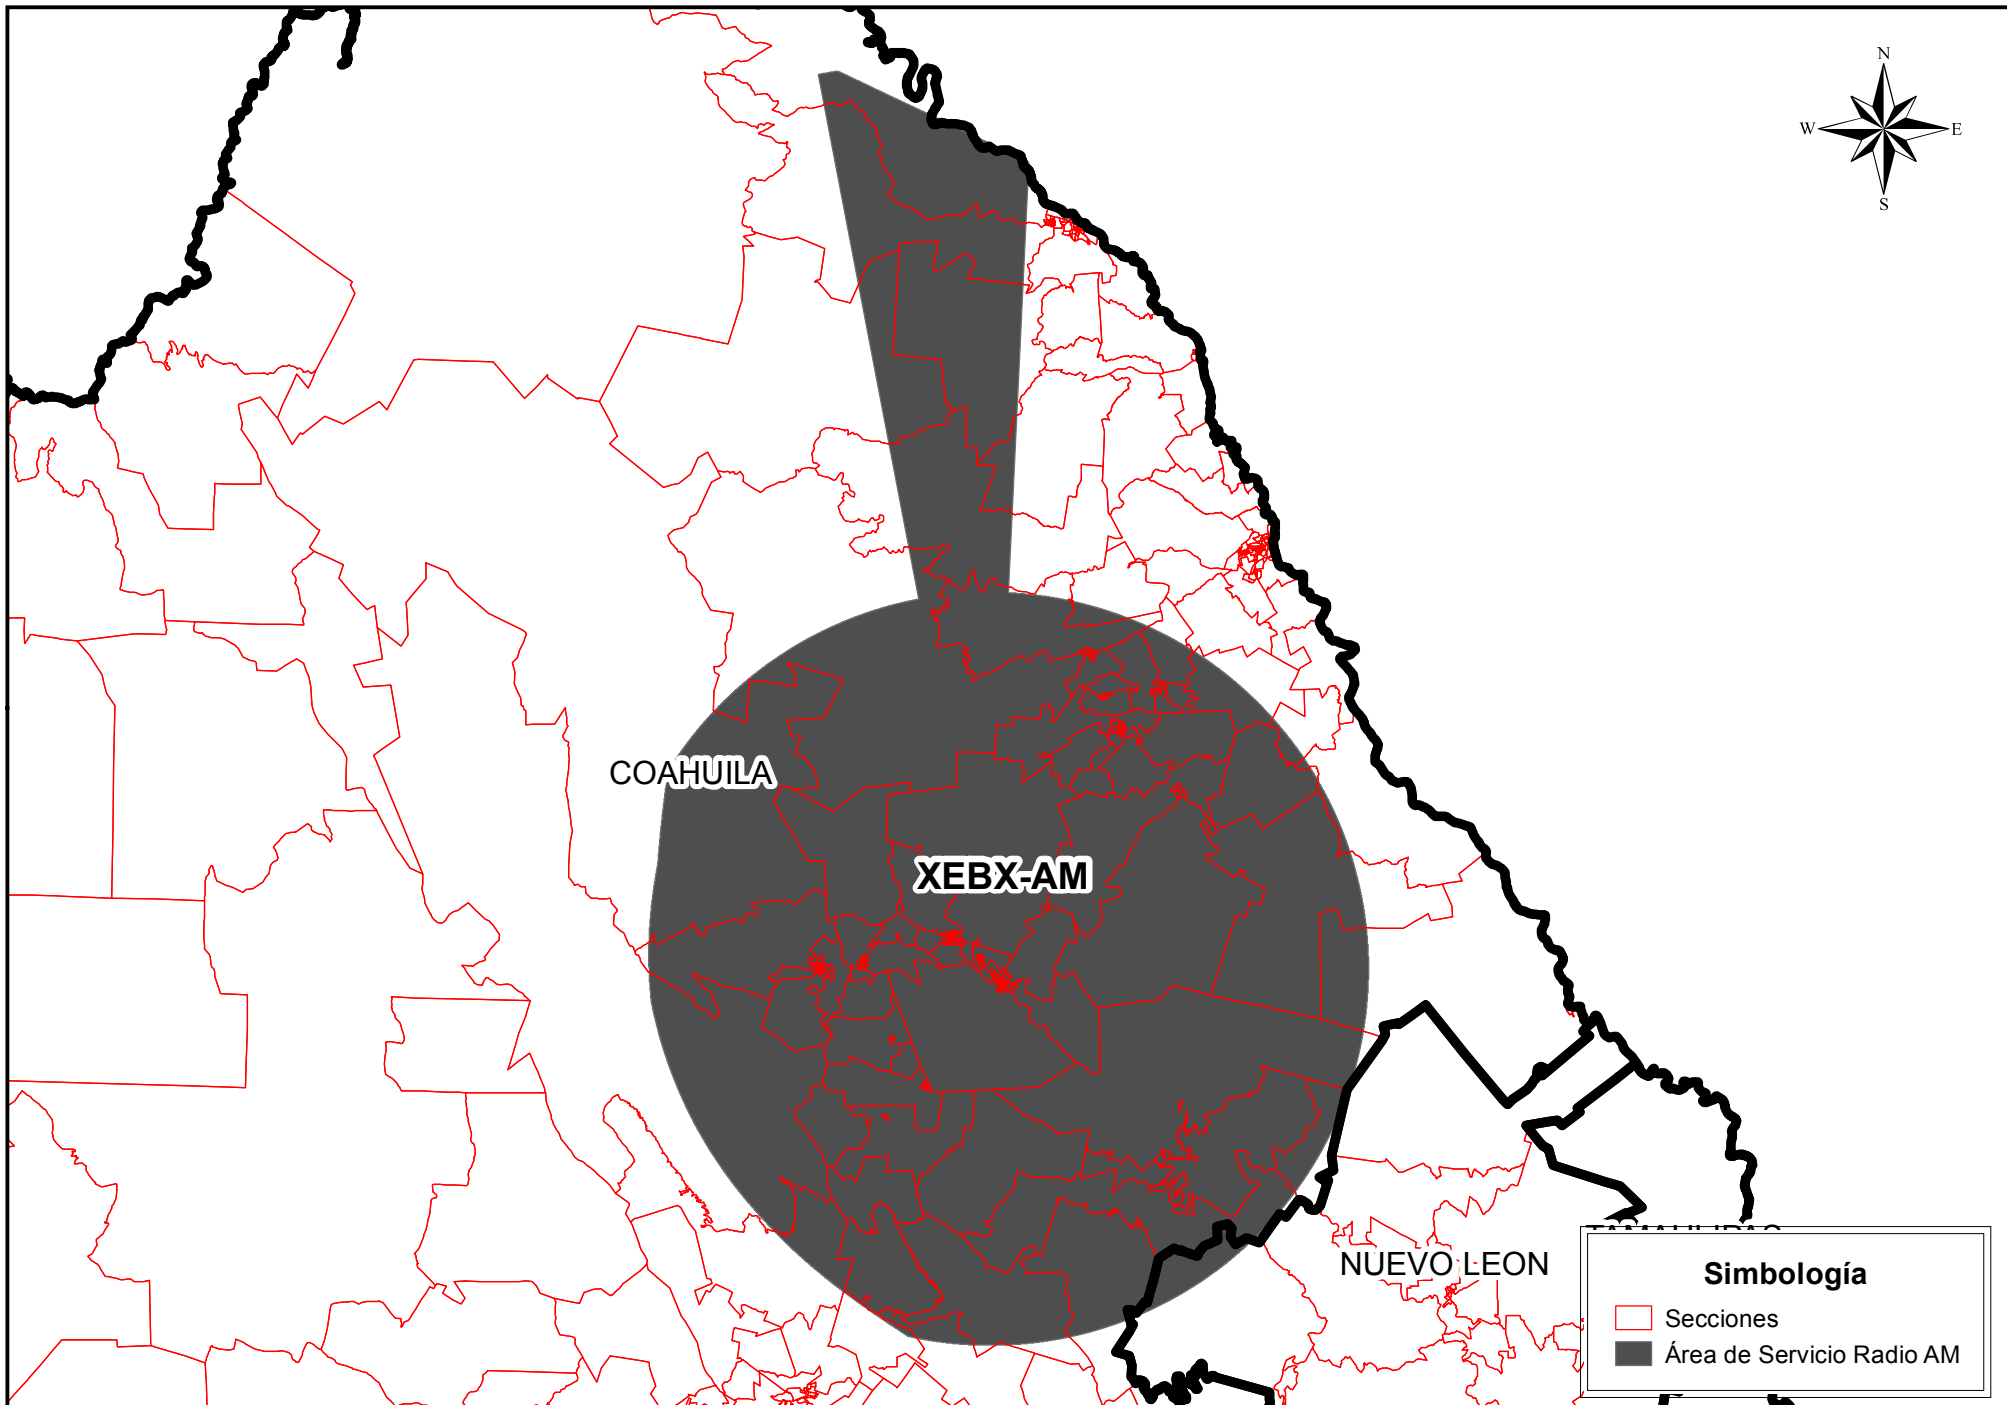 N
W E
S
COAHUILA
XEBX-AM
NUEVO LEON
Simbología
Secciones
Área de Servicio Radio AM